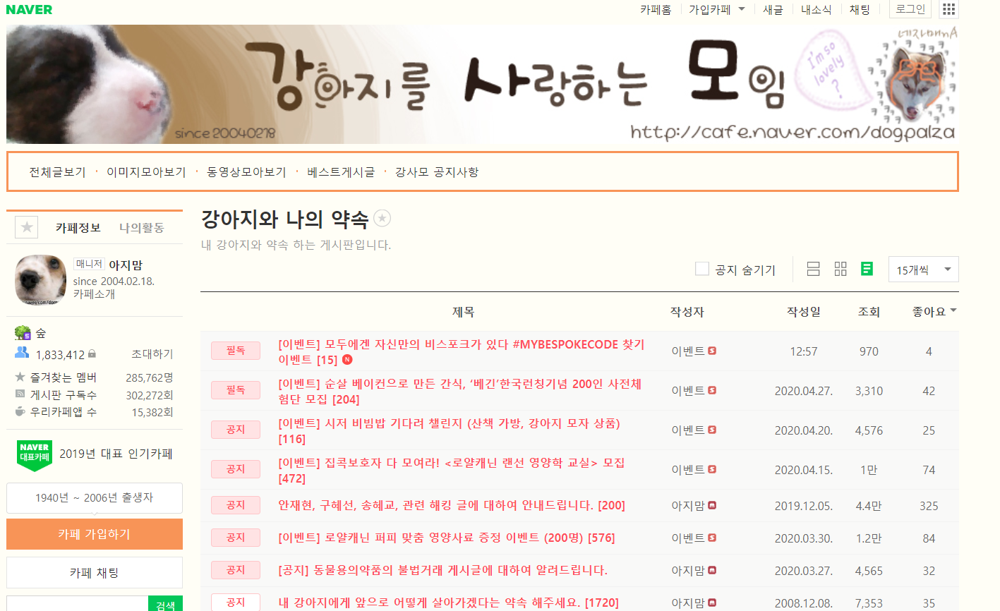 NAVER
카페홈 가입카페 새글 내소식 채팅 로그인
강아지를 사랑하는 모임
I'm so lovely?
네자매nA
since 20040218
http://cafe.naver.com/dogpalza
전체글보기 · 이미지모아보기 · 동영상모아보기 · 베스트게시글 · 강사모 공지사항
카페정보 나의활동
매니저 아지맘
since 2004.02.18.
카페소개
숲
1,833,412 초대하기
즐겨찾는 멤버 285,762명
게시판 구독수 302,272회
우리카페앱 수 15,382회
NAVER
대표카페
2019년 대표 인기카페
1940년 ~ 2006년 출생자
카페 가입하기
카페 채팅
검색
강아지와 나의 약속
내 강아지와 약속 하는 게시판입니다.
공지 숨기기 15개씩
제목 작성자 작성일 조회 좋아요
필독 [이벤트] 모두에겐 자신만의 비스포크가 있다 #MYBESPOKECODE 찾기
이벤트 [15] N 이벤트 12:57 970 4
필독 [이벤트] 순살 베이컨으로 만든 간식, ‘베긴’한국런칭기념 200인 사전체
험단 모집 [204] 이벤트 2020.04.27. 3,310 42
공지 [이벤트] 시저 비빔밥 기다려 챌린지 (산책 가방, 강아지 모자 상품)
[116] 이벤트 2020.04.20. 4,576 25
공지 [이벤트] 집콕보호자 다 모여라! <로얄캐닌 랜선 영양학 교실> 모집
[472] 이벤트 2020.04.15. 1만 74
공지 안재현, 구혜선, 송혜교, 관련 해킹 글에 대하여 안내드립니다. [200] 아지맘 2019.12.05. 4.4만 325
공지 [이벤트] 로얄캐닌 퍼피 맞춤 영양사료 증정 이벤트 (200명) [576] 이벤트 2020.03.30. 1.2만 84
공지 [공지] 동물용의약품의 불법거래 게시글에 대하여 알려드립니다. 아지맘 2020.03.27. 4,565 32
공지 내 강아지에게 앞으로 어떻게 살아가겠다는 약속 해주세요. [1720] 아지맘 2008.12.08. 7,353 35